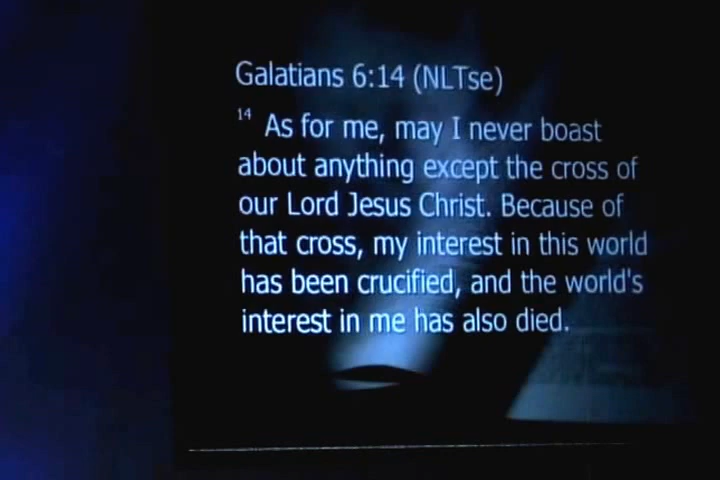 Galatians 6:14 (NLTse)
14 As for me, may I never boast
about anything except the cross of
our Lord Jesus Christ. Because of
that cross, my interest in this world
has been crucified, and the world's
interest in me has also died.